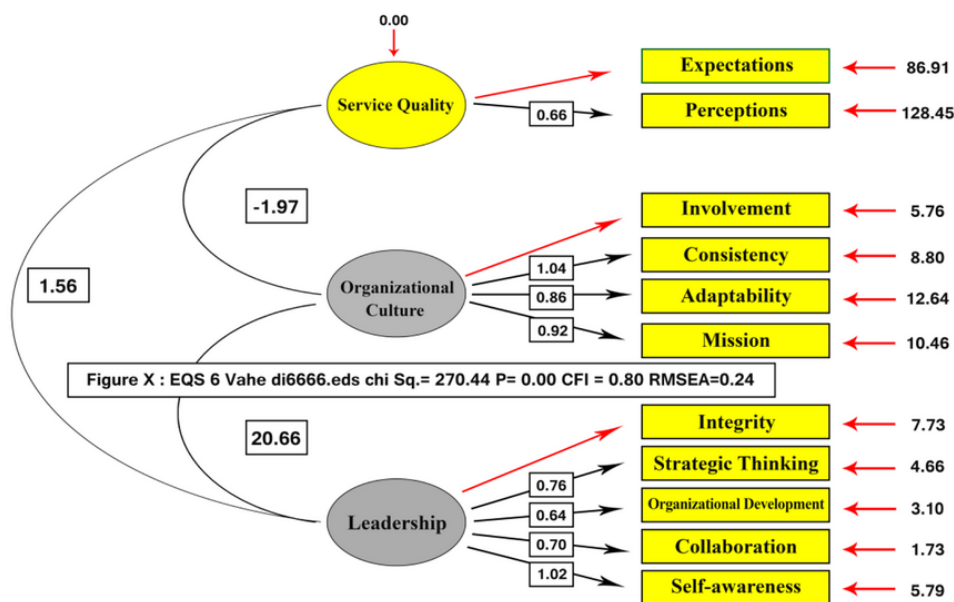 0.00
Service Quality
Expectations
86.91
0.66
Perceptions
128.45
-1.97
Involvement
5.76
1.04
Consistency
8.80
1.56
Organizational
Culture
0.86
Adaptability
12.64
0.92
Mission
10.46
Figure X : EQS 6 Vahe di6666.eds chi Sq.= 270.44 P= 0.00 CFI = 0.80 RMSEA=0.24
20.66
Integrity
7.73
0.76
Strategic Thinking
4.66
Leadership
0.64
Organizational Development
3.10
0.70
Collaboration
1.73
1.02
Self-awareness
5.79